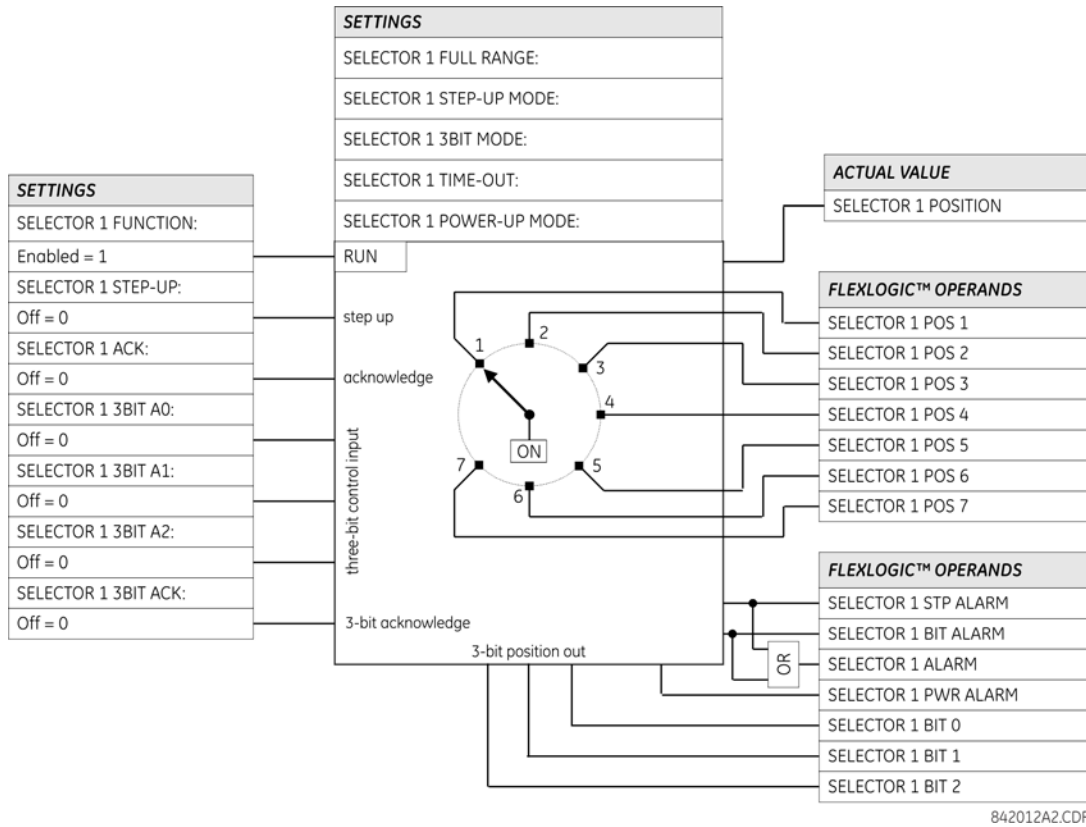 SETTINGS
SELECTOR 1 FULL RANGE:
SELECTOR 1 STEP-UP MODE:
SELECTOR 1 3BIT MODE:
SELECTOR 1 TIME-OUT:
SELECTOR 1 POWER-UP MODE:
SETTINGS
SELECTOR 1 FUNCTION:
Enabled = 1
SELECTOR 1 STEP-UP:
Off = 0
SELECTOR 1 ACK:
Off = 0
SELECTOR 1 3BIT A0:
Off = 0
SELECTOR 1 3BIT A1:
Off = 0
SELECTOR 1 3BIT A2:
Off = 0
SELECTOR 1 3BIT ACK:
Off = 0
RUN
step up
acknowledge
three-bit control input
3-bit acknowledge
3-bit position out
1
2
3
4
5
6
7
ON
ACTUAL VALUE
SELECTOR 1 POSITION
FLEXLOGIC™ OPERANDS
SELECTOR 1 POS 1
SELECTOR 1 POS 2
SELECTOR 1 POS 3
SELECTOR 1 POS 4
SELECTOR 1 POS 5
SELECTOR 1 POS 6
SELECTOR 1 POS 7
FLEXLOGIC™ OPERANDS
SELECTOR 1 STP ALARM
SELECTOR 1 BIT ALARM
OR
SELECTOR 1 ALARM
SELECTOR 1 PWR ALARM
SELECTOR 1 BIT 0
SELECTOR 1 BIT 1
SELECTOR 1 BIT 2
842012A2.CDR